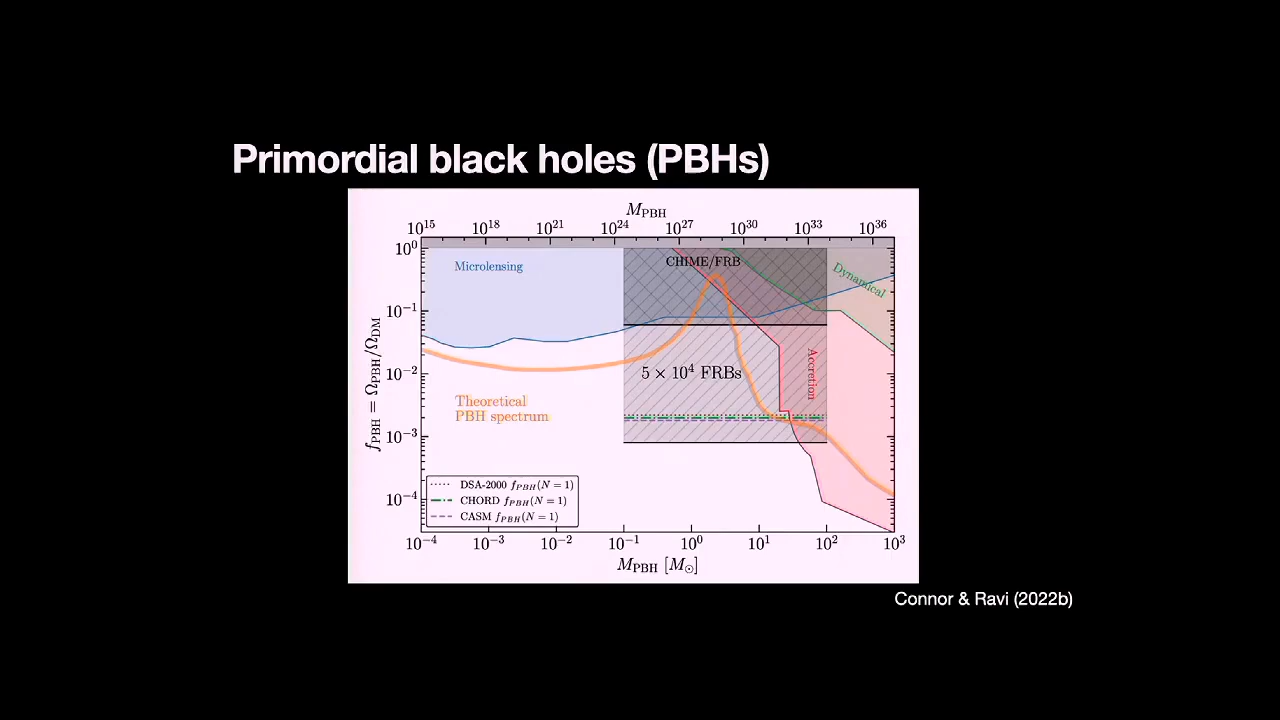 Primordial black holes (PBHs)
M_PBH
10^15 10^18 10^21 10^24 10^27 10^30 10^33 10^36
10^0
10^−1
10^−2
10^−3
10^−4
f_PBH = Ω_PBH/Ω_DM
Microlensing
CHIME/FRB
Dynamical
Accretion
5 × 10^4 FRBs
Theoretical
PBH spectrum
DSA-2000 f_PBH(N = 1)
CHORD f_PBH(N = 1)
CASM f_PBH(N = 1)
10^−4 10^−3 10^−2 10^−1 10^0 10^1 10^2 10^3
M_PBH [M_⊙]
Connor & Ravi (2022b)